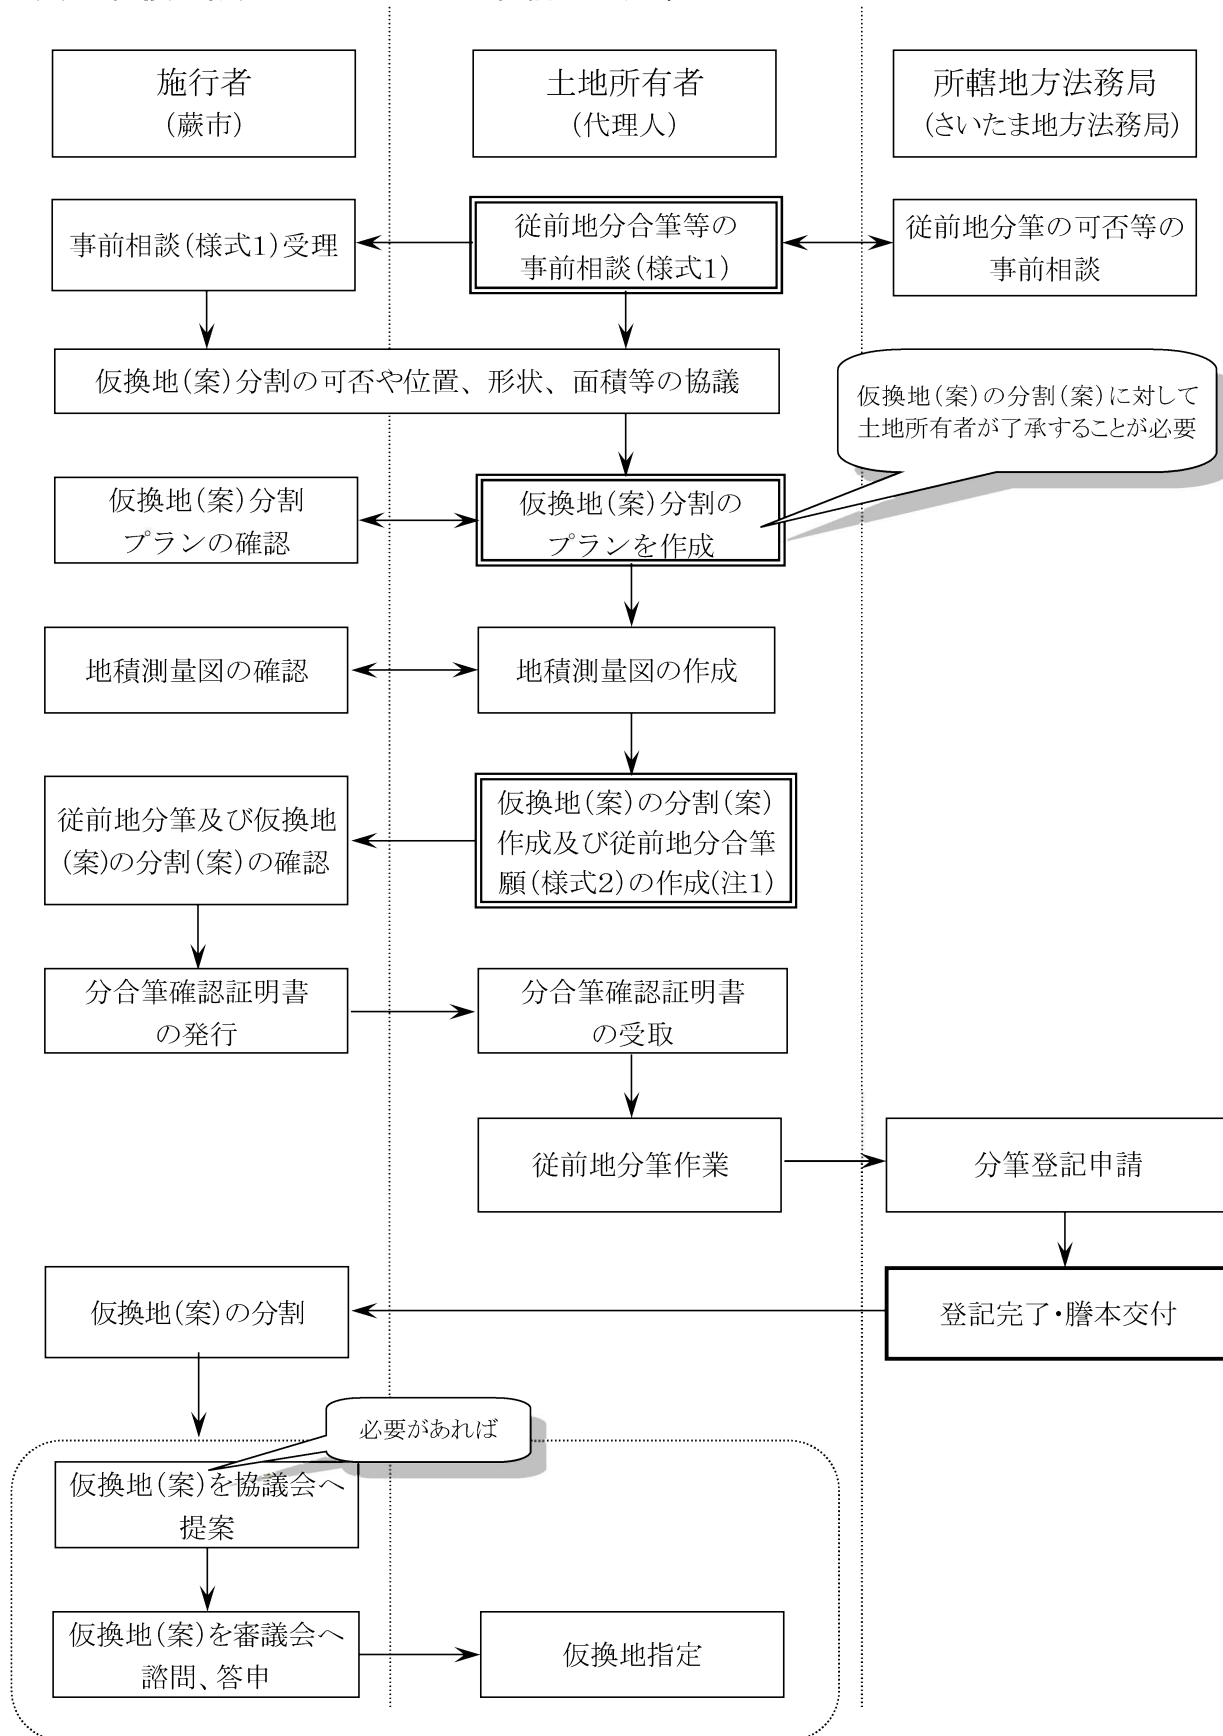 施行者
(蕨市)
土地所有者
(代理人)
所轄地方法務局
(さいたま地方法務局)
事前相談(様式1)受理
従前地分合筆等の
事前相談(様式1)
従前地分筆の可否等の
事前相談
仮換地(案)分割の可否や位置、形状、面積等の協議
仮換地(案)の分割(案)に対して
土地所有者が了承することが必要
仮換地(案)分割
プランの確認
仮換地(案)分割の
プランを作成
地積測量図の確認
地積測量図の作成
従前地分筆及び仮換地
(案)の分割(案)の確認
仮換地(案)の分割(案)
作成及び従前地分合筆
願(様式2)の作成(注1)
分合筆確認証明書
の発行
分合筆確認証明書
の受取
従前地分筆作業
分筆登記申請
仮換地(案)の分割
登記完了・謄本交付
必要があれば
仮換地(案)を協議会へ
提案
仮換地(案)を審議会へ
諮問、答申
仮換地指定